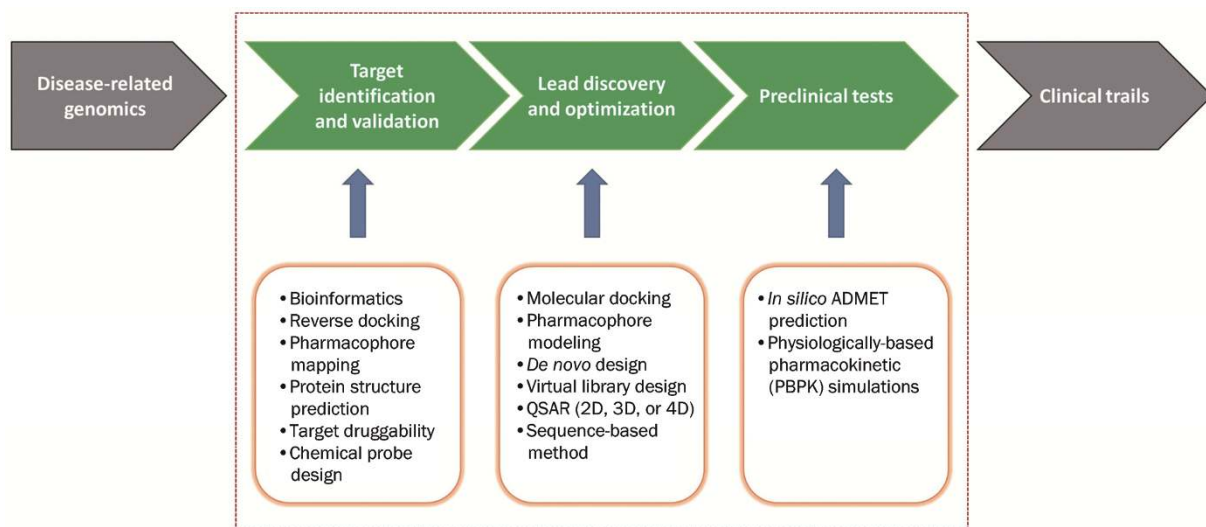 Disease-related
genomics
Target
identification
and validation
Lead discovery
and optimization
Preclinical tests
Clinical trails
•Bioinformatics
•Reverse docking
•Pharmacophore
mapping
•Protein structure
prediction
•Target druggability
•Chemical probe
design
•Molecular docking
•Pharmacophore
modeling
•De novo design
•Virtual library design
•QSAR (2D, 3D, or 4D)
•Sequence-based
method
•In silico ADMET
prediction
•Physiologically-based
pharmacokinetic
(PBPK) simulations